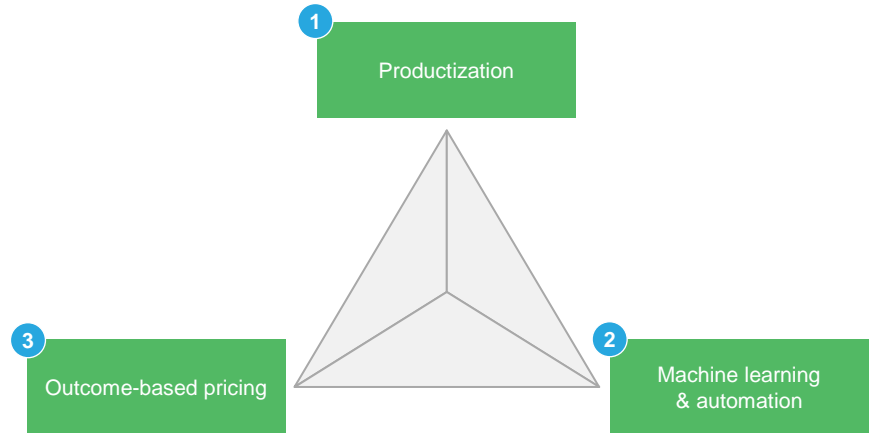 1
Productization
3
Outcome-based pricing
2
Machine learning
& automation